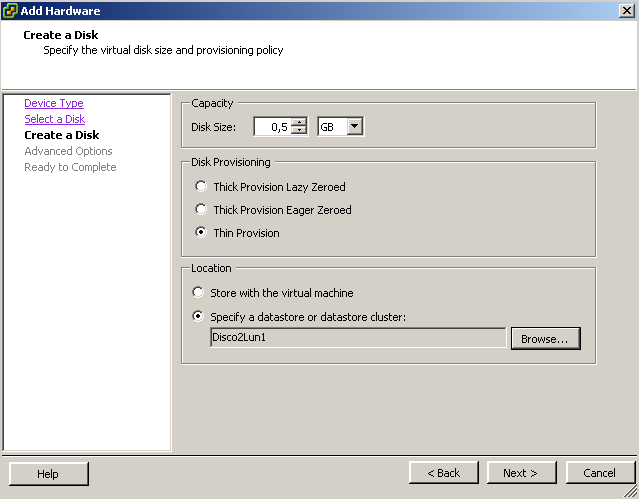 Add Hardware
Create a Disk
Specify the virtual disk size and provisioning policy
Device Type
Select a Disk
Create a Disk
Advanced Options
Ready to Complete
Capacity
Disk Size: 0,5 GB
Disk Provisioning
Thick Provision Lazy Zeroed
Thick Provision Eager Zeroed
Thin Provision
Location
Store with the virtual machine
Specify a datastore or datastore cluster:
Disco2Lun1 Browse...
Help < Back Next > Cancel